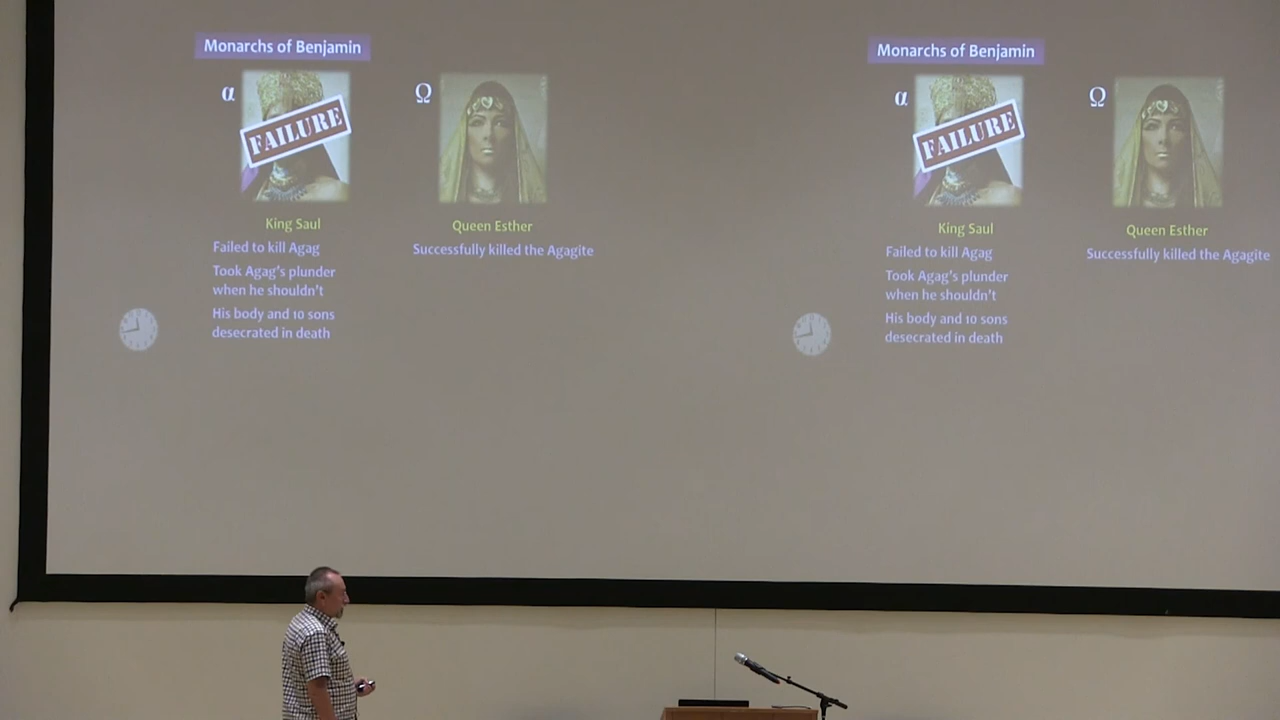 Monarchs of Benjamin
α
FAILURE
Ω
King Saul
Failed to kill Agag
Took Agag's plunder
when he shouldn't
His body and 10 sons
desecrated in death
Queen Esther
Successfully killed the Agagite
Monarchs of Benjamin
α
FAILURE
Ω
King Saul
Failed to kill Agag
Took Agag's plunder
when he shouldn't
His body and 10 sons
desecrated in death
Queen Esther
Successfully killed the Agagite